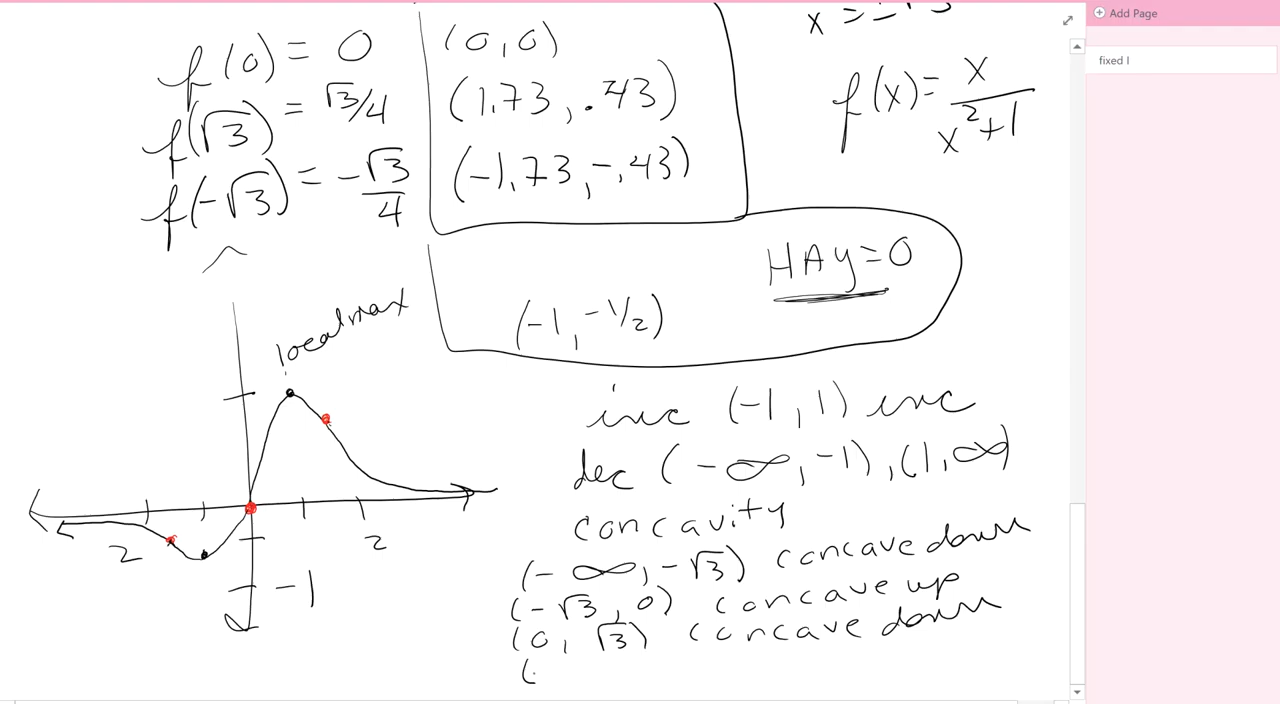 f(0) = 0
f(√3) = √3/4
f(-√3) = -√3/4
(0,0)
(1.73, .43)
(-1.73, -.43)
x = ±√3
f(x) = x/x²+1
HA y=0
(-1, -1/2)
local max
2
2
-1
inc (-1, 1) inc
dec (-∞, -1), (1, ∞)
concavity
(-∞, -√3) concave down
(-√3, 0) concave up
(0, √3) concave down
(
Add Page
fixed I